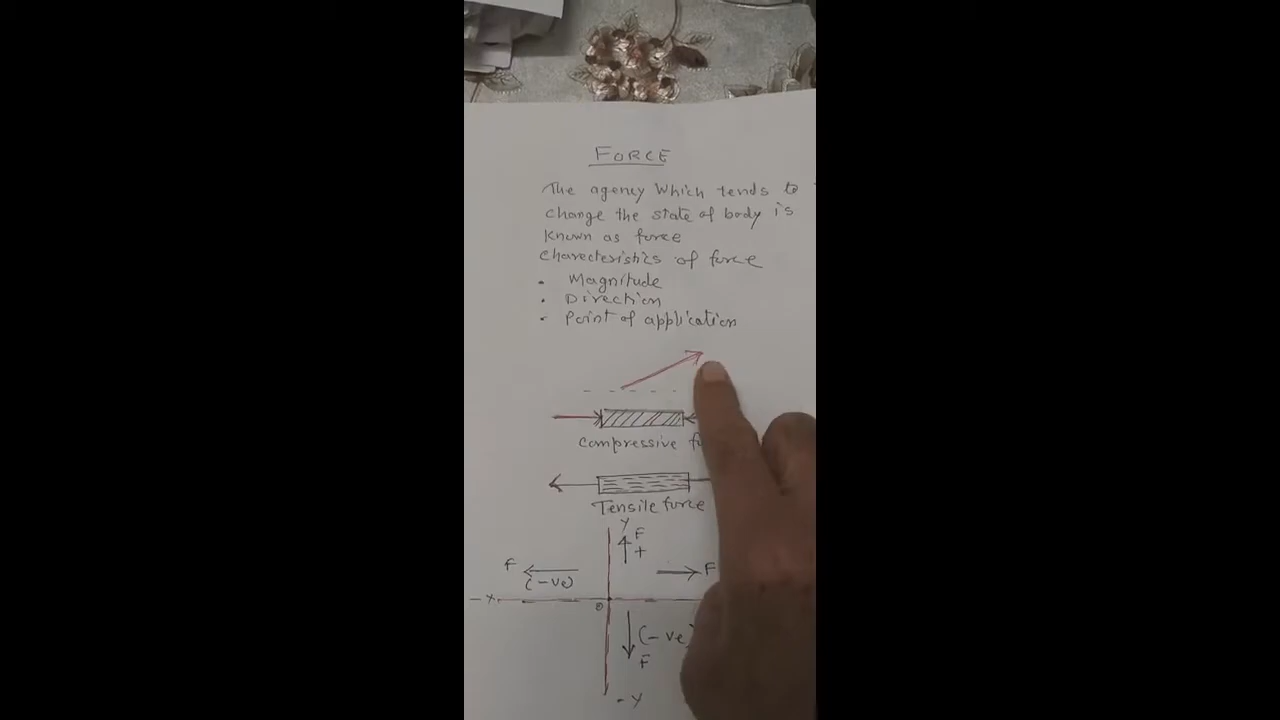 FORCE
The agency which tends to
change the state of body is
known as force
Charecteristics of force
• Magnitude
• Direction
• Point of application
Compressive
Tensile force
Y
F
+
F
(-ve)
F
-X
0
(-ve)
F
-Y